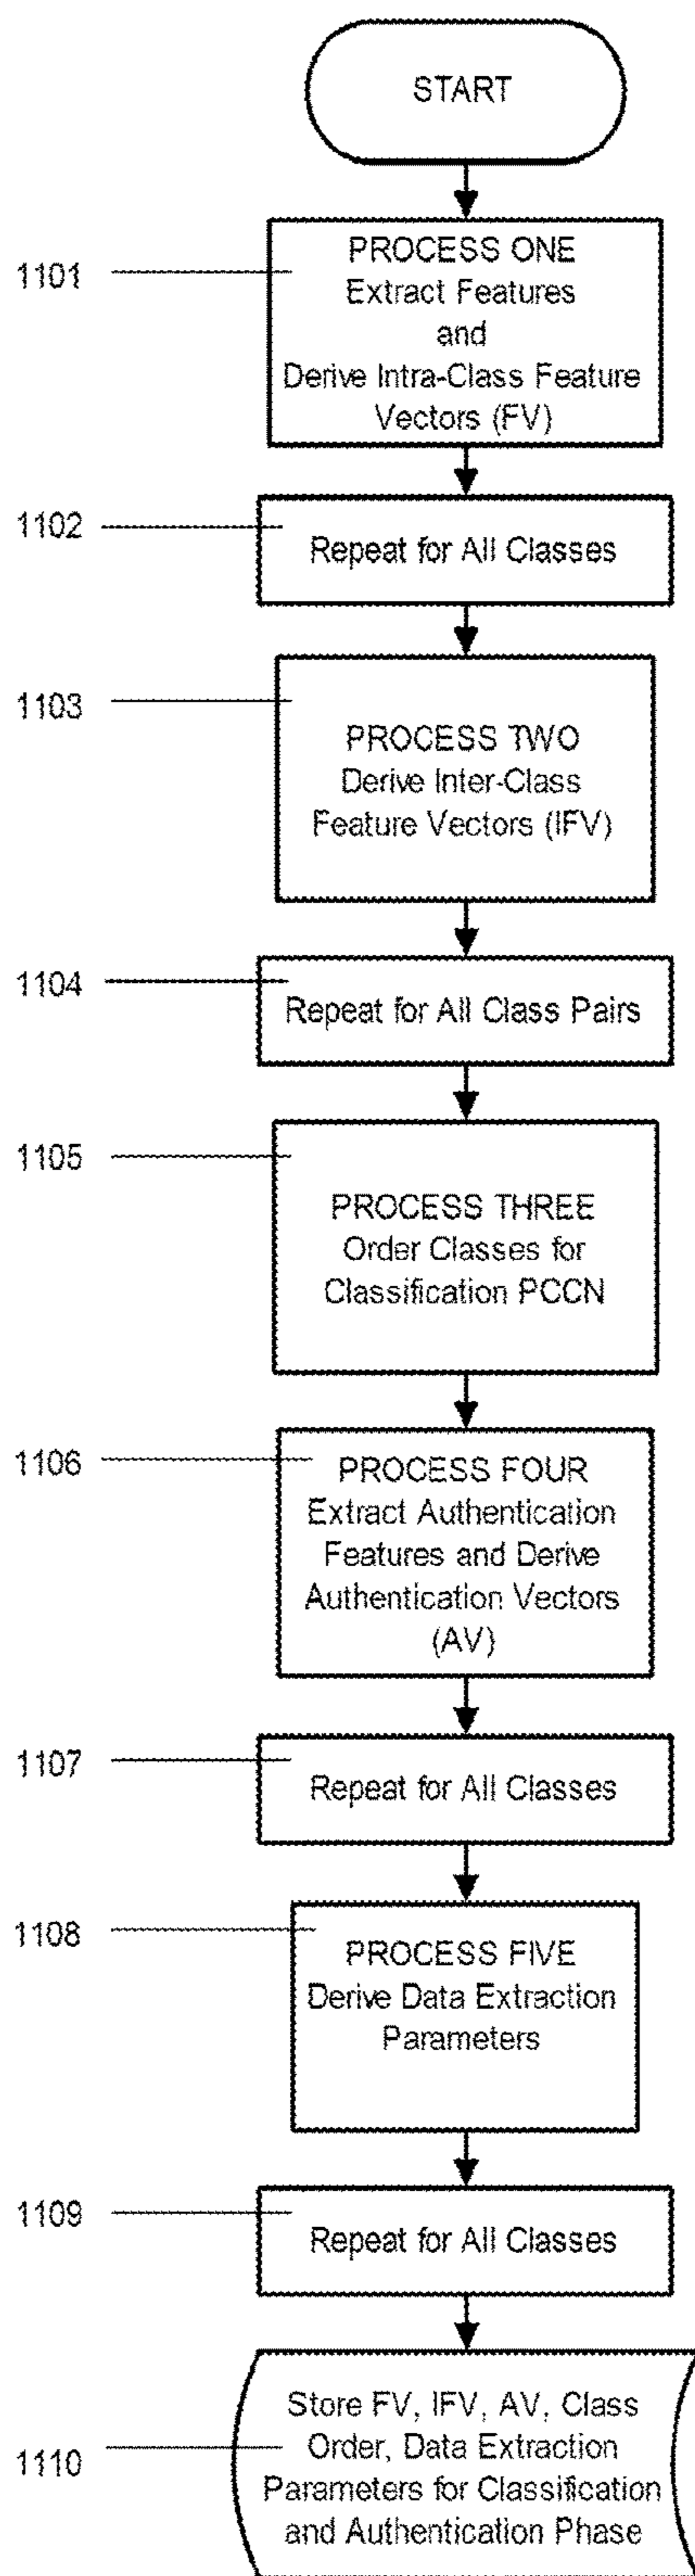 START
1101
PROCESS ONE
Extract Features
and
Derive Intra-Class Feature
Vectors (FV)
1102
Repeat for All Classes
1103
PROCESS TWO
Derive Inter-Class
Feature Vectors (IFV)
1104
Repeat for All Class Pairs
1105
PROCESS THREE
Order Classes for
Classification PCCN
1106
PROCESS FOUR
Extract Authentication
Features and Derive
Authentication Vectors
(AV)
1107
Repeat for All Classes
1108
PROCESS FIVE
Derive Data Extraction
Parameters
1109
Repeat for All Classes
1110
Store FV, IFV, AV, Class
Order, Data Extraction
Parameters for Classification
and Authentication Phase